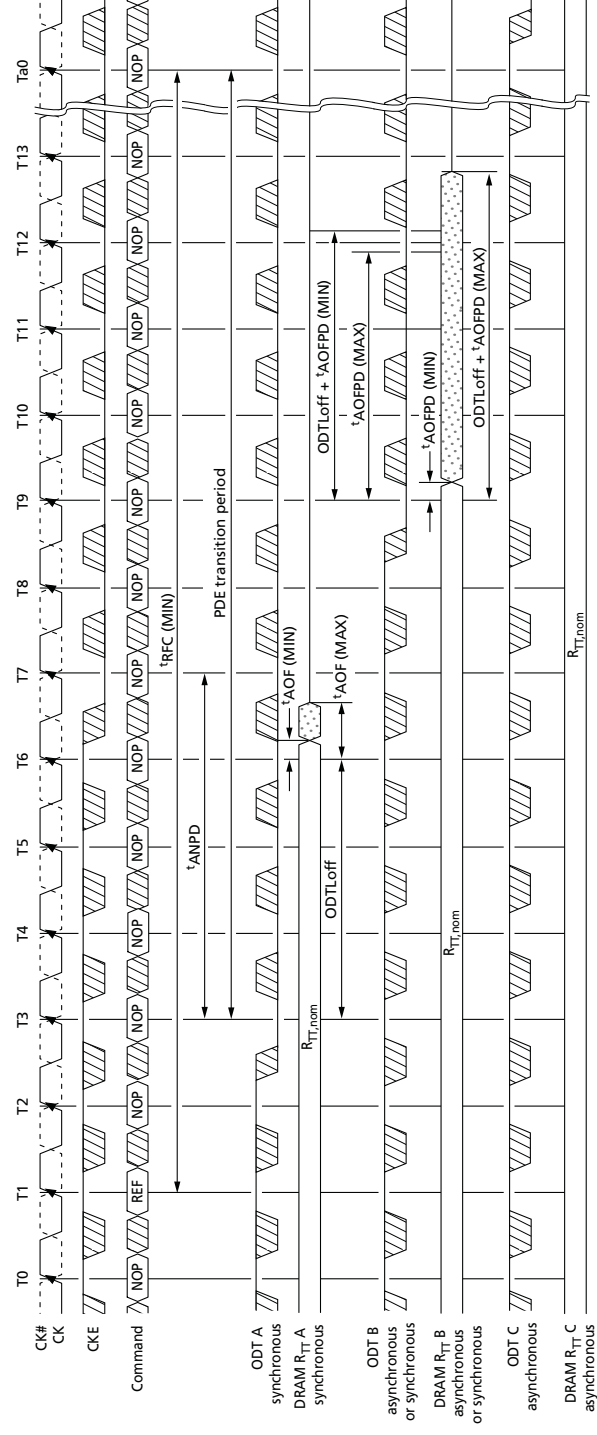 T0 T1 T2 T3 T4 T5 T6 T7 T8 T9 T10 T11 T12 T13 Ta0
CK#
CK
CKE
Command
NOP REF NOP NOP NOP NOP NOP NOP NOP NOP NOP NOP NOP NOP NOP
tRFC (MIN)
tANPD
PDE transition period
ODT A
synchronous
tAOF (MIN)
DRAM RTT A
synchronous
RTT,nom
ODTLoff
tAOF (MAX)
ODTLoff + tAOFPD (MIN)
tAOFPD (MAX)
ODT B
asynchronous
or synchronous
tAOFPD (MIN)
DRAM RTT B
asynchronous
or synchronous
RTT,nom
ODTLoff + tAOFPD (MAX)
ODT C
asynchronous
DRAM RTT C
asynchronous
RTT,nom